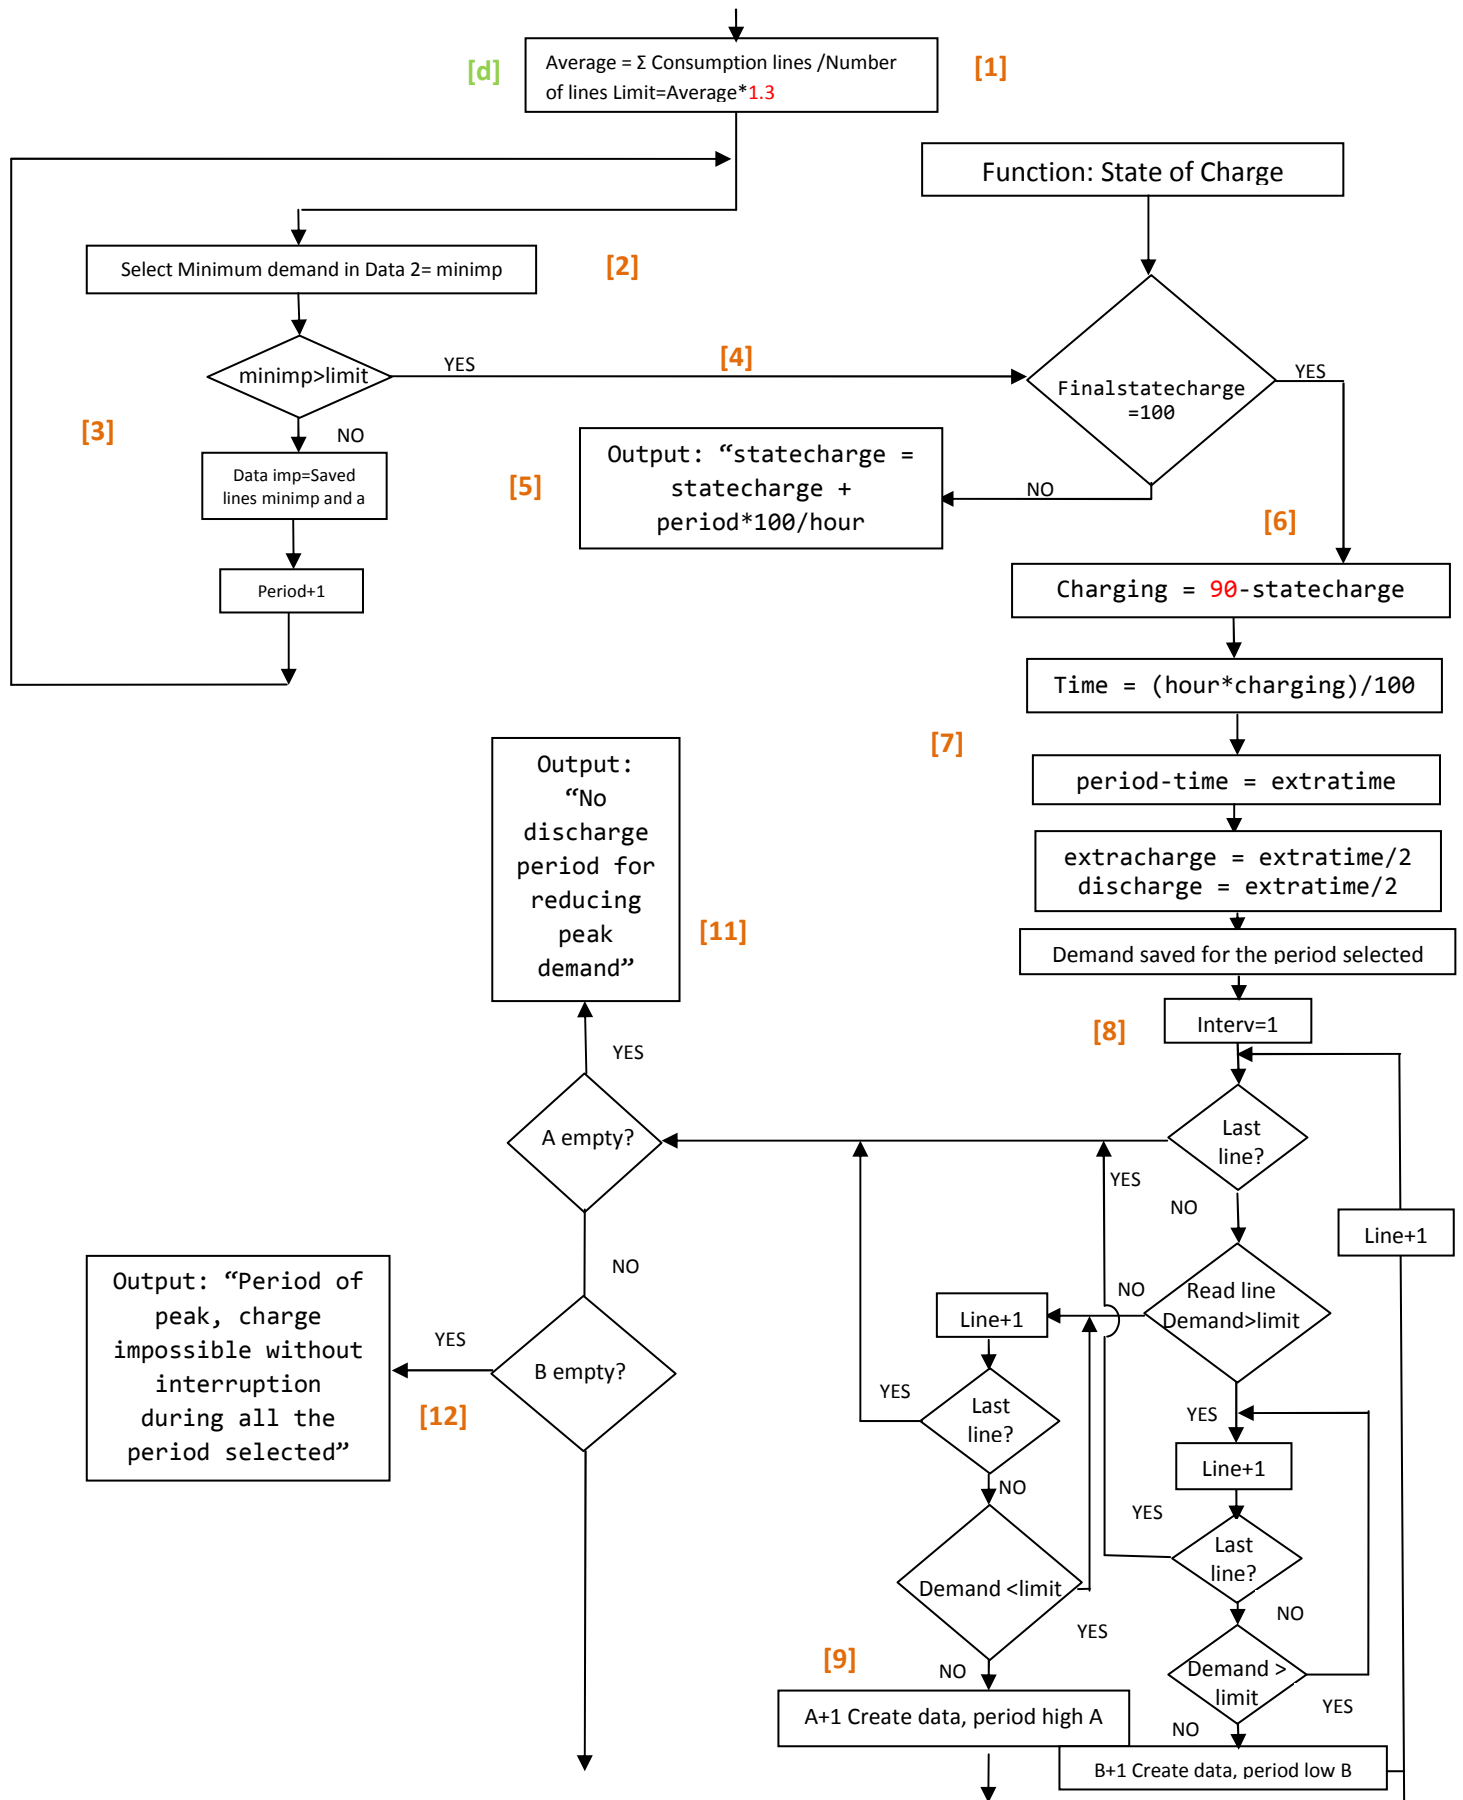 [d]
Average = Σ Consumption lines /Number
of lines Limit=Average*1.3
[1]
Function: State of Charge
Select Minimum demand in Data 2= minimp
[2]
minimp>limit
YES
[4]
Finalstatecharge
=100
YES
[3]
NO
Data imp=Saved
lines minimp and a
Period+1
[5]
Output: “statecharge =
statecharge +
period*100/hour
NO
[6]
Charging = 90-statecharge
Time = (hour*charging)/100
[7]
period-time = extratime
extracharge = extratime/2
discharge = extratime/2
Demand saved for the period selected
[8]
Interv=1
Output:
“No
discharge
period for
reducing
peak
demand”
[11]
YES
A empty?
Last
line?
YES
NO
Line+1
NO
Output: “Period of
peak, charge
impossible without
interruption
during all the
period selected”
YES
[12]
B empty?
Read line
Demand>limit
NO
Line+1
YES
Last
line?
NO
YES
Line+1
YES
Last
line?
NO
Demand <limit
YES
Demand >
limit
YES
NO
[9]
NO
A+1 Create data, period high A
B+1 Create data, period low B